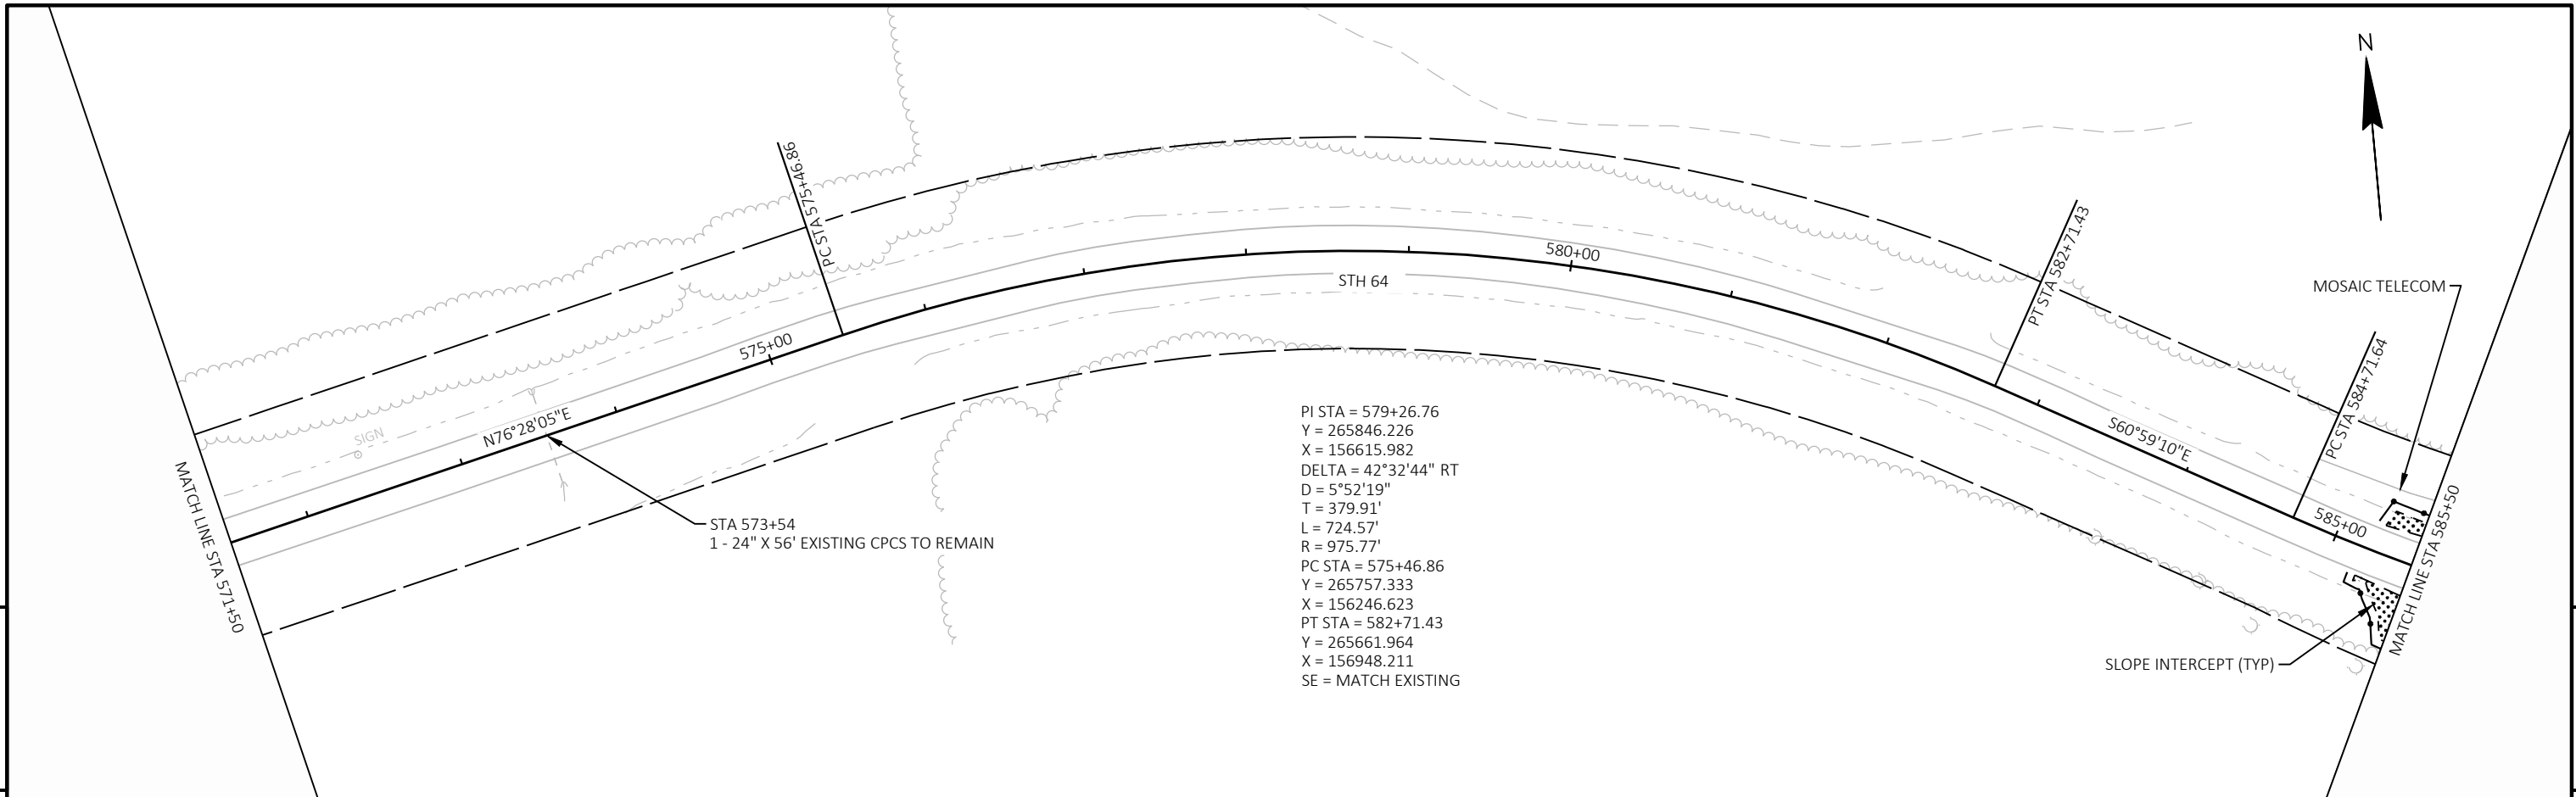 N
PC STA 575+46.86
580+00
PT STA 582+71.43
STH 64
MOSAIC TELECOM
575+00
PC STA 584+71.64
SIGN
N76°28'05"E
S60°59'10"E
MATCH LINE STA 571+50
STA 573+54
1 - 24" X 56' EXISTING CPCS TO REMAIN
PI STA = 579+26.76
Y = 265846.226
X = 156615.982
DELTA = 42°32'44" RT
D = 5°52'19"
T = 379.91'
L = 724.57'
R = 975.77'
PC STA = 575+46.86
Y = 265757.333
X = 156246.623
PT STA = 582+71.43
Y = 265661.964
X = 156948.211
SE = MATCH EXISTING
585+00
MATCH LINE STA 585+50
SLOPE INTERCEPT (TYP)